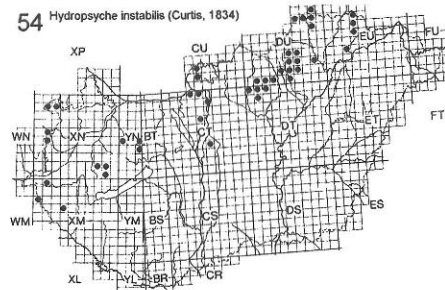 54 Hydropsyche instabilis (Curtis, 1834)
XP CU DU EU FU
WN XN YN BT CT DT ET FT
WM XM YM BS CS DS ES
XL YL BR CR